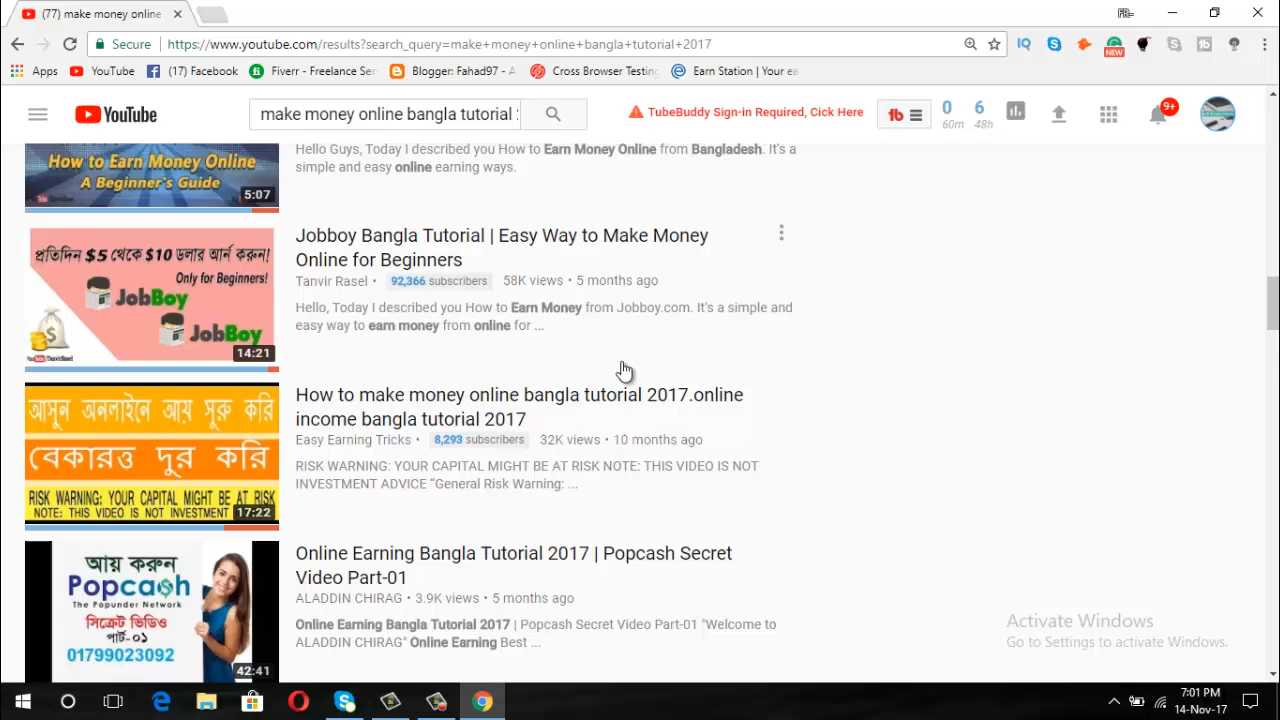 (77) make money online
FR-
Secure
https://www.youtube.com/results?search_query=make+money+online+bangla+tutorial+2017
NEW
Apps
YouTube
(17) Facebook
Fiverr - Freelance Ser
Blogger: Fahad97 - A
Cross Browser Testing
Earn Station | Your ea
YouTube
make money online bangla tutorial
TubeBuddy Sign-in Required, Cick Here
tb
0
60m
6
48h
9+
How to Earn Money Online
A Beginner's Guide
5:07
Hello Guys, Today I described you How to Earn Money Online from Bangladesh. It's a
simple and easy online earning ways.
প্রতিদিন $5 থেকে $10 ডলার আর্ন করুন!
Only for Beginners!
JobBoy
JobBoy
14:21
Jobboy Bangla Tutorial | Easy Way to Make Money
Online for Beginners
Tanvir Rasel •
92,366 subscribers
58K views • 5 months ago
Hello, Today I described you How to Earn Money from Jobboy.com. It's a simple and
easy way to earn money from online for ...
আসুন অনলাইনে আয় সুরু করি
বেকারত্ত দুর করি
RISK WARNING: YOUR CAPITAL MIGHT BE AT RISK
NOTE: THIS VIDEO IS NOT INVESTMENT
17:22
How to make money online bangla tutorial 2017.online
income bangla tutorial 2017
Easy Earning Tricks •
8,293 subscribers
32K views • 10 months ago
RISK WARNING: YOUR CAPITAL MIGHT BE AT RISK NOTE: THIS VIDEO IS NOT
INVESTMENT ADVICE “General Risk Warning: ...
আয় করুন
Popcash
The Popunder Network
সিক্রেট ভিডিও
পার্ট-০১
01799023092
42:41
Online Earning Bangla Tutorial 2017 | Popcash Secret
Video Part-01
ALADDIN CHIRAG • 3.9K views • 5 months ago
Online Earning Bangla Tutorial 2017 | Popcash Secret Video Part-01 "Welcome to
ALADDIN CHIRAG" Online Earning Best ...
Activate Windows
Go to Settings to activate Windows.
7:01 PM
14-Nov-17